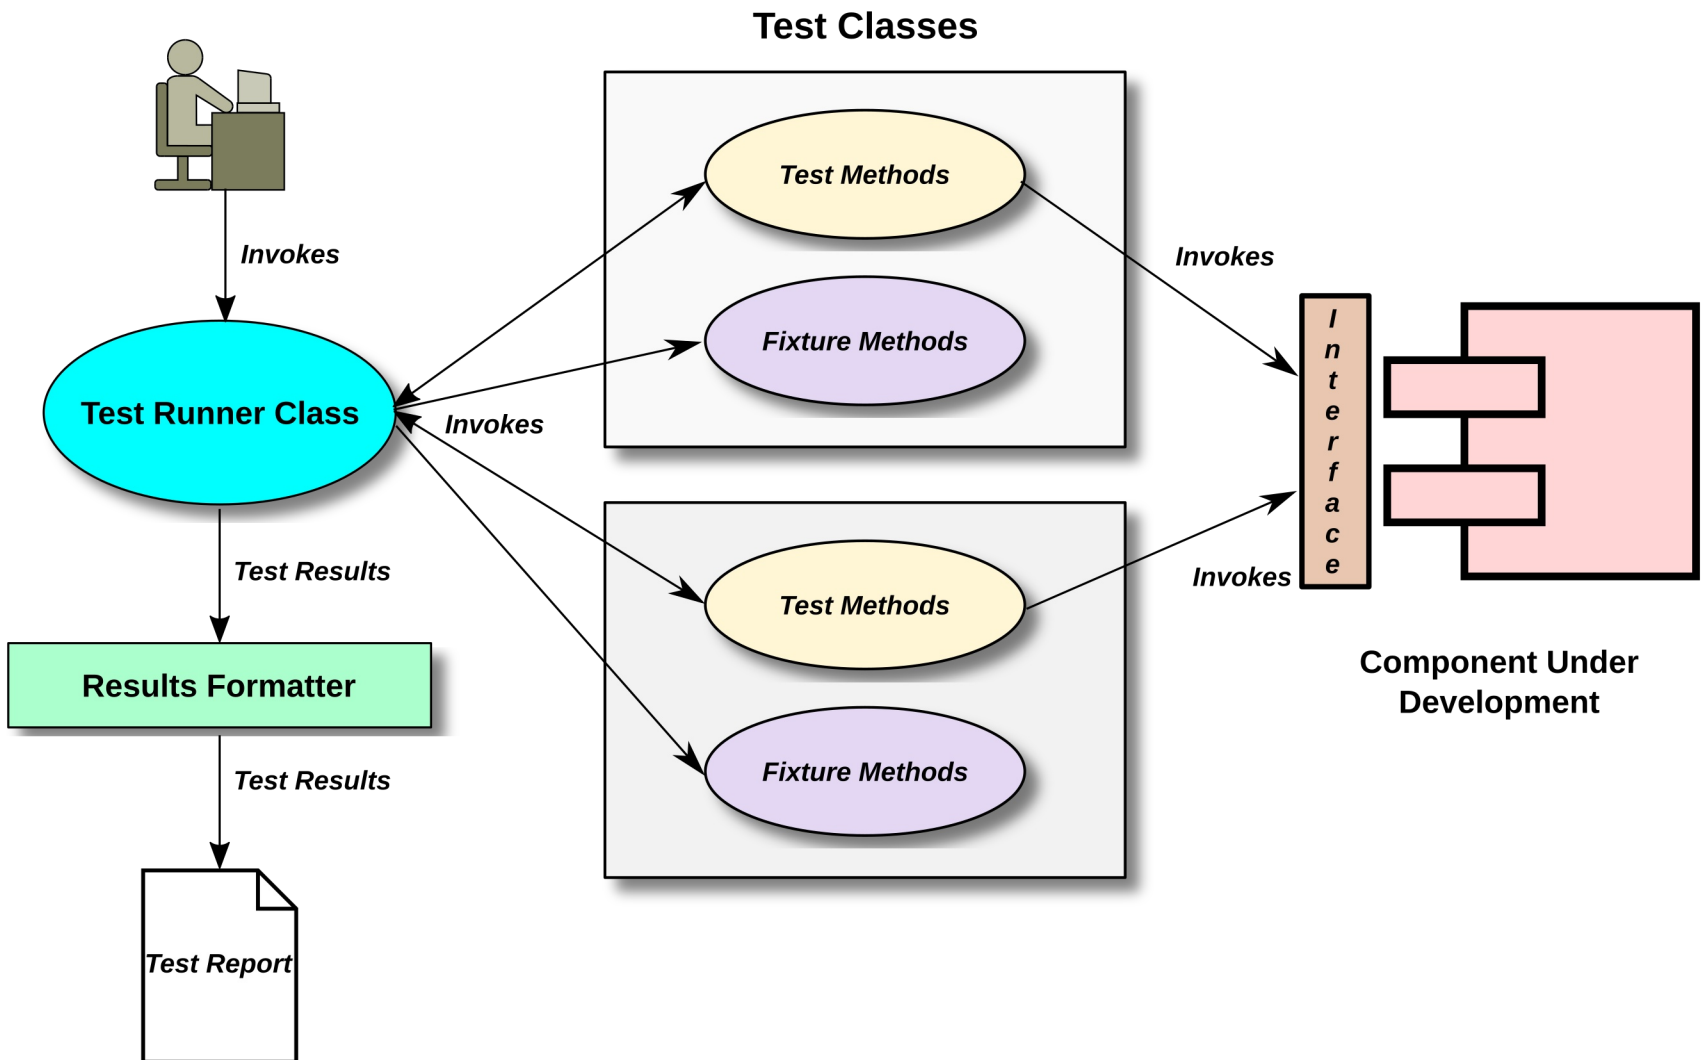 Test Classes
Test Methods
Invokes
Invokes
Interface
Fixture Methods
Test Runner Class
Invokes
Test Results
Invokes
Test Methods
Results Formatter
Component Under
Development
Test Results
Fixture Methods
Test Report